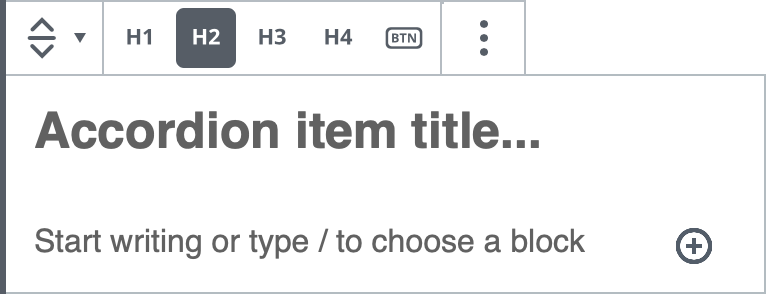 H1 H2 H3 H4 BTN
Accordion item title...
Start writing or type / to choose a block